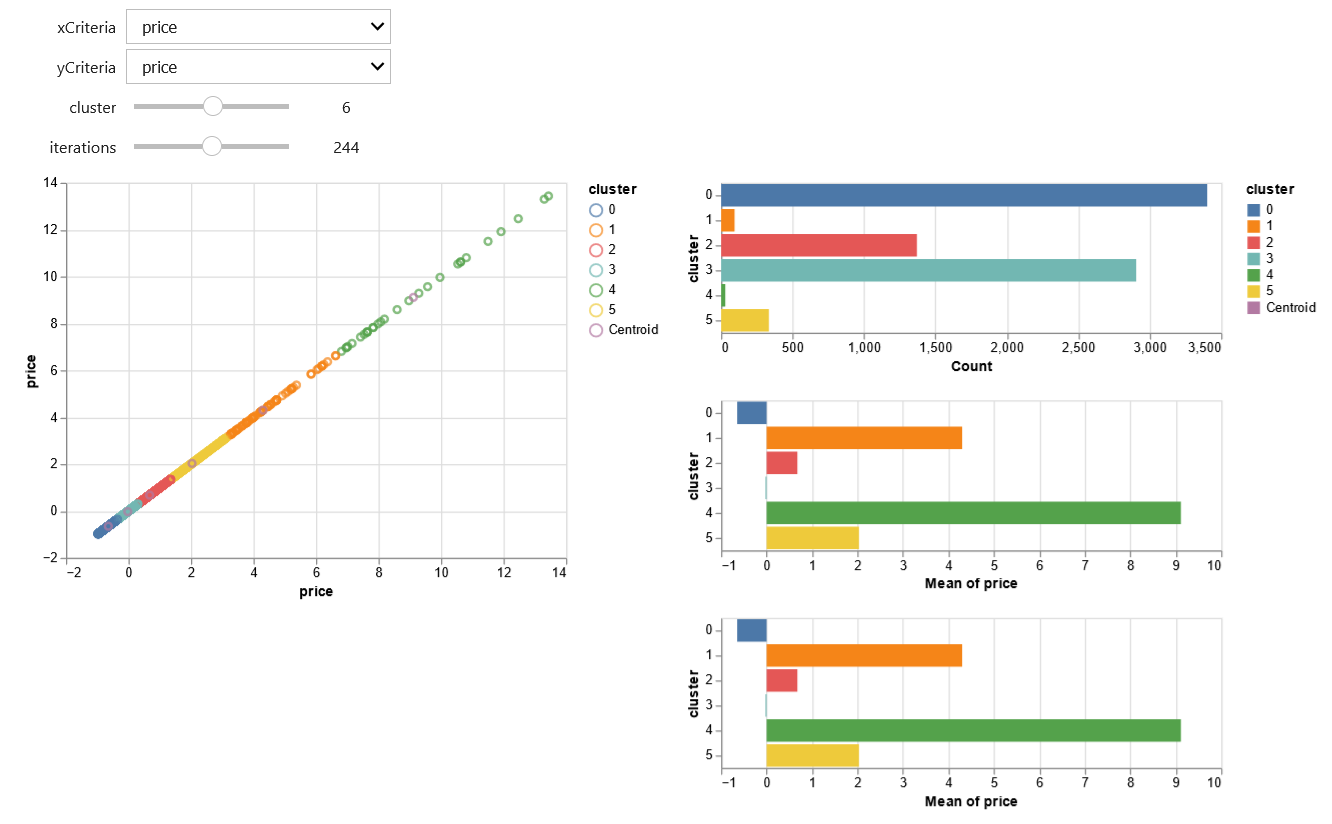 xCriteria price
yCriteria price
cluster 6
iterations 244
14
12
10
8
6
4
2
0
−2
price
−2 0 2 4 6 8 10 12 14
price
cluster
0
1
2
3
4
5
Centroid
cluster
0
1
2
3
4
5
0 500 1,000 1,500 2,000 2,500 3,000 3,500
Count
cluster
0
1
2
3
4
5
Centroid
cluster
0
1
2
3
4
5
−1 0 1 2 3 4 5 6 7 8 9 10
Mean of price
cluster
0
1
2
3
4
5
−1 0 1 2 3 4 5 6 7 8 9 10
Mean of price